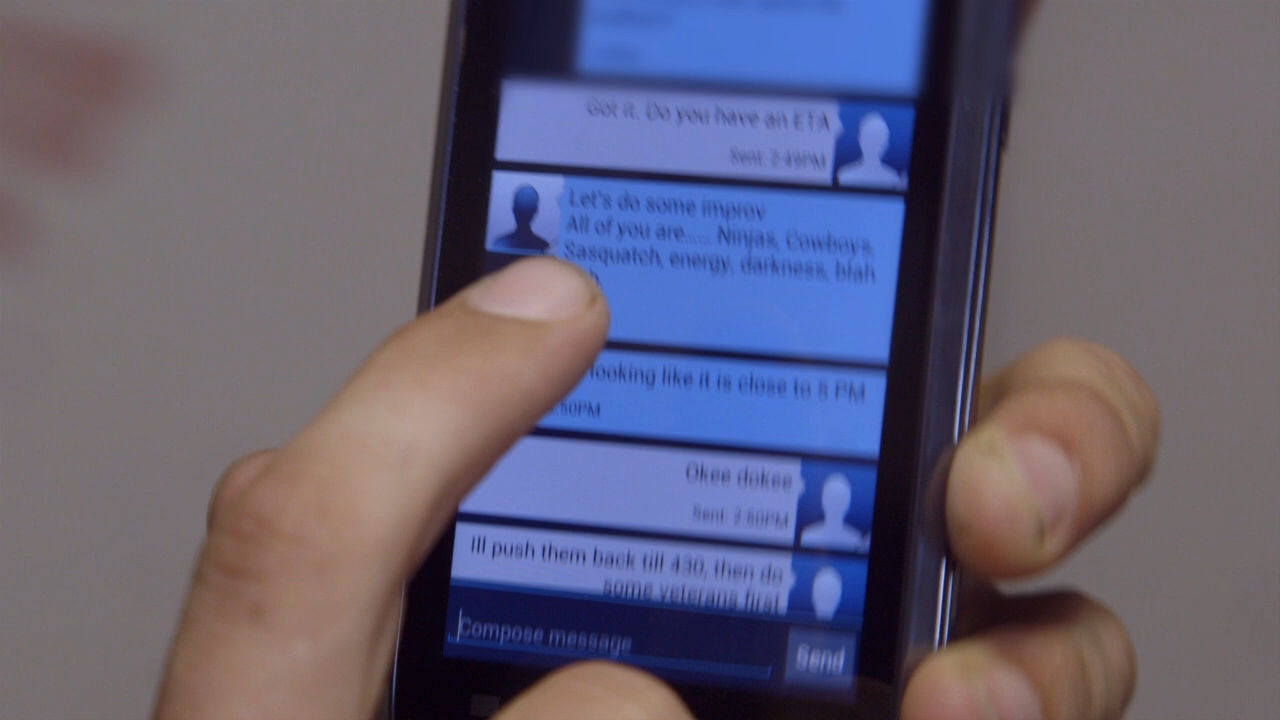 Got it. Do you have an ETA
Sent: 2:49PM
Let's do some improv
All of you are...... Ninjas, Cowboys,
Sasquatch, energy, darkness, blah
looking like it is close to 5 PM
50PM
Okee dokee
Sent: 2:50PM
Ill push them back till 430, then do
some veterans first
Compose message
Send